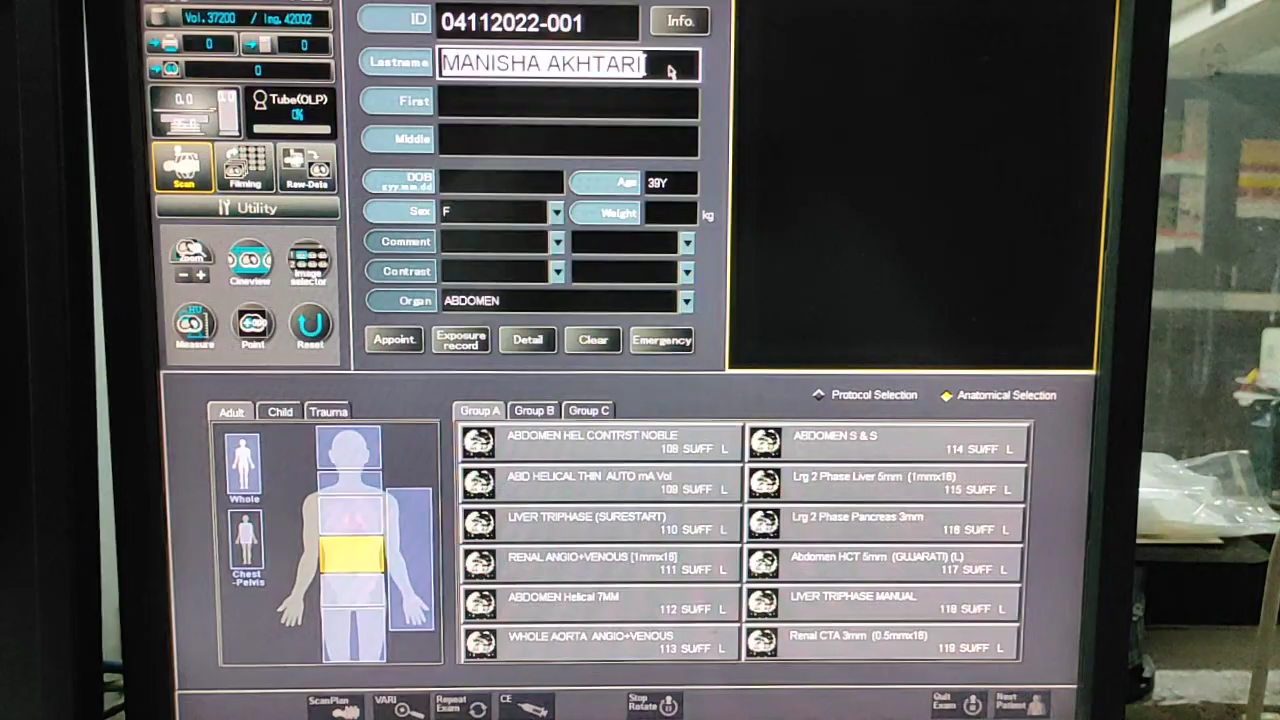 Vol.37200 / Img.42002
0 0
0
0.0
Tube(OLP)
0%
Scan Filming Raw-Data
Utility
Zoom
Cineview
Image selector
Measure
Point
Reset
ID 04112022-001 Info.
Lastname MANISHA AKHTARI
First
Middle
DOB
yy.mm.dd
Age 39Y
Sex F
Weight kg
Comment
Contrast
Organ ABDOMEN
Appoint. Exposure record Detail Clear Emergency
Protocol Selection Anatomical Selection
Adult Child Trauma
Whole
Chest
-Pelvis
Group A Group B Group C
ABDOMEN HEL CONTRST NOBLE
108 SU/FF L
ABD HELICAL THIN AUTO mA Vol
109 SU/FF L
LIVER TRIPHASE (SURESTART)
110 SU/FF L
RENAL ANGIO+VENOUS [1mmx16]
111 SU/FF L
ABDOMEN Helical 7MM
112 SU/FF L
WHOLE AORTA ANGIO+VENOUS
113 SU/FF L
ABDOMEN S & S
114 SU/FF L
Lrg 2 Phase Liver 5mm (1mmx16)
115 SU/FF L
Lrg 2 Phase Pancreas 3mm
116 SU/FF L
Abdomen HCT 5mm (GUJARATI) (L)
117 SU/FF L
LIVER TRIPHASE MANUAL
118 SU/FF L
Renal CTA 3mm (0.5mmx16)
119 SU/FF L
ScanPlan VARI Repeat Exam CE Stop Rotate Quit Exam Next Patient